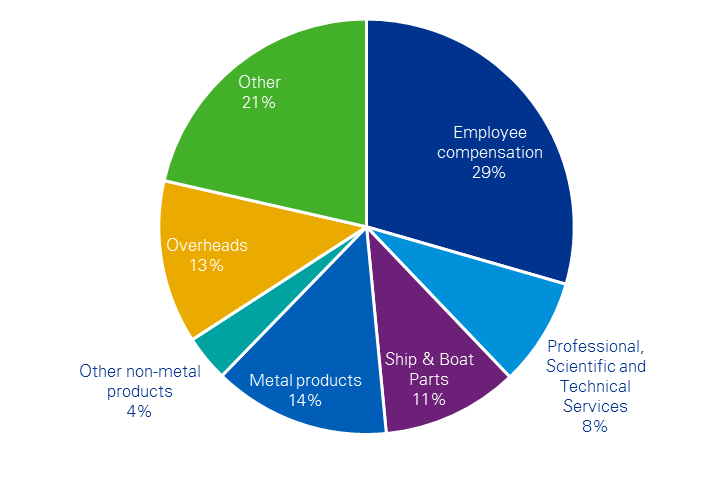 Other
21%
Employee
compensation
29%
Overheads
13%
Professional,
Scientific and
Technical
Services
8%
Ship & Boat
Parts
11%
Metal products
14%
Other non-metal
products
4%